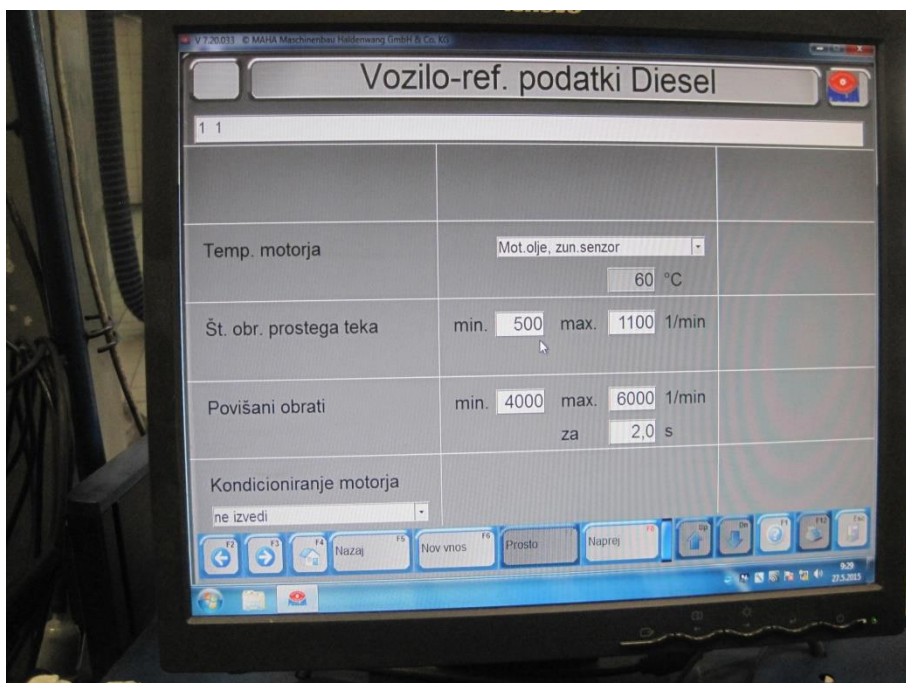 V 7.20.033 © MAHA Maschinenbau Haldenwang GmbH & Co. KG
Vozilo-ref. podatki Diesel
1 1
Temp. motorja
Mot.olje, zun.senzor
60 °C
Št. obr. prostega teka min. 500 max. 1100 1/min
Povišani obrati min. 4000 max. 6000 1/min
za 2,0 s
Kondicioniranje motorja
ne izvedi
F2 F3 F4 Nazaj F5 Nov vnos F6 Prosto Naprej F8 Up Dn F1 F12 Esc
9:29
27.5.2015